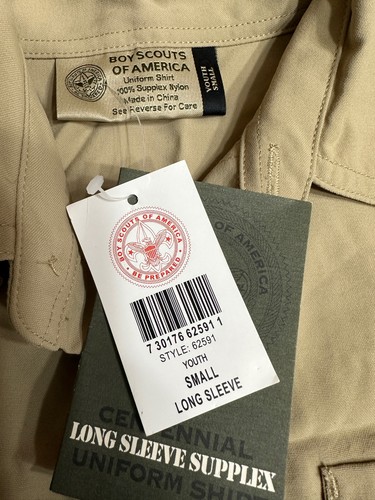 BOY SCOUTS
OF AMERICA
Uniform Shirt
100% Supplex Nylon
Made in China
See Reverse For Care
YOUTH
SMALL
BOY SCOUTS OF AMERICA
BE PREPARED
7 30176 62591 1
STYLE: 62591
YOUTH
SMALL
LONG SLEEVE
OF AMERICA
CENTENNIAL
LONG SLEEVE SUPPLEX
UNIFORM SHIRT